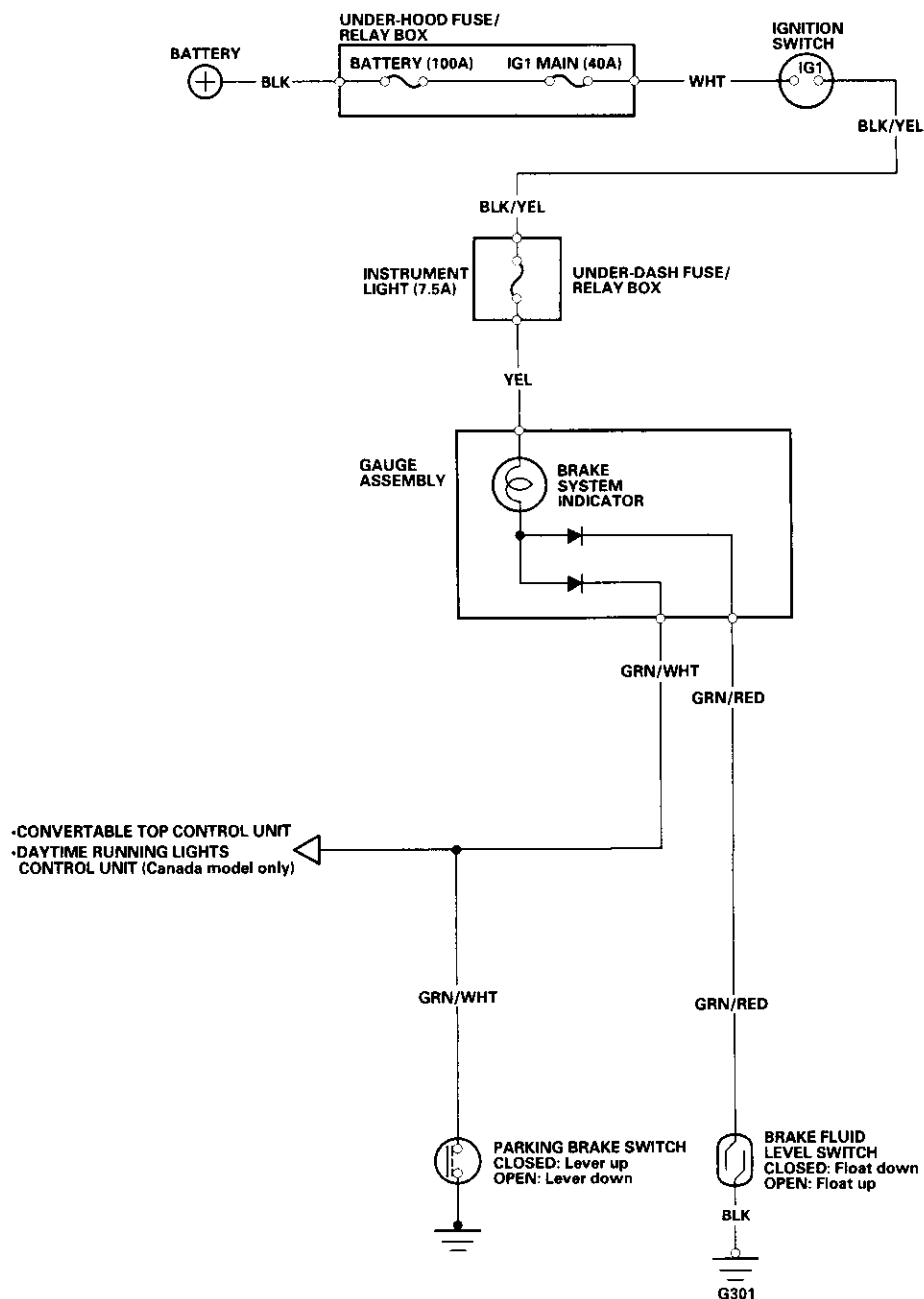 UNDER-HOOD FUSE/
RELAY BOX
IGNITION
SWITCH
BATTERY
BATTERY (100A)
IG1 MAIN (40A)
BLK
WHT
IG1
BLK/YEL
BLK/YEL
INSTRUMENT
LIGHT (7.5A)
UNDER-DASH FUSE/
RELAY BOX
YEL
GAUGE
ASSEMBLY
BRAKE
SYSTEM
INDICATOR
GRN/WHT
GRN/RED
•CONVERTABLE TOP CONTROL UNIT
•DAYTIME RUNNING LIGHTS
CONTROL UNIT (Canada model only)
GRN/WHT
GRN/RED
PARKING BRAKE SWITCH
CLOSED: Lever up
OPEN: Lever down
BRAKE FLUID
LEVEL SWITCH
CLOSED: Float down
OPEN: Float up
BLK
G301